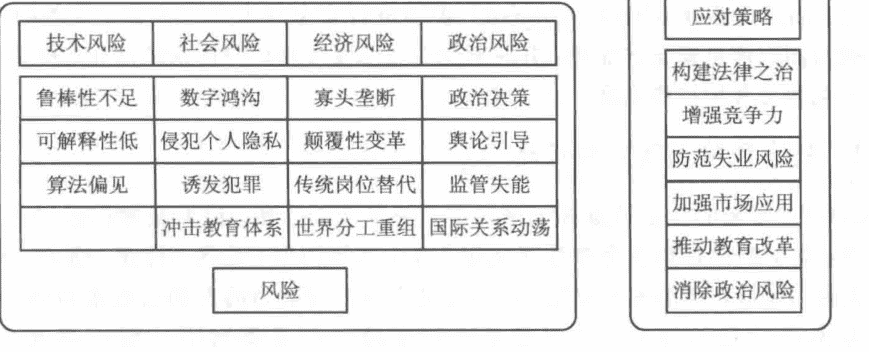 技术风险 社会风险 经济风险 政治风险
鲁棒性不足 数字鸿沟 寡头垄断 政治决策
可解释性低 侵犯个人隐私 颠覆性变革 舆论引导
算法偏见 诱发犯罪 传统岗位替代 监管失能
冲击教育体系 世界分工重组 国际关系动荡
风险
应对策略
构建法律之治
增强竞争力
防范失业风险
加强市场应用
推动教育改革
消除政治风险